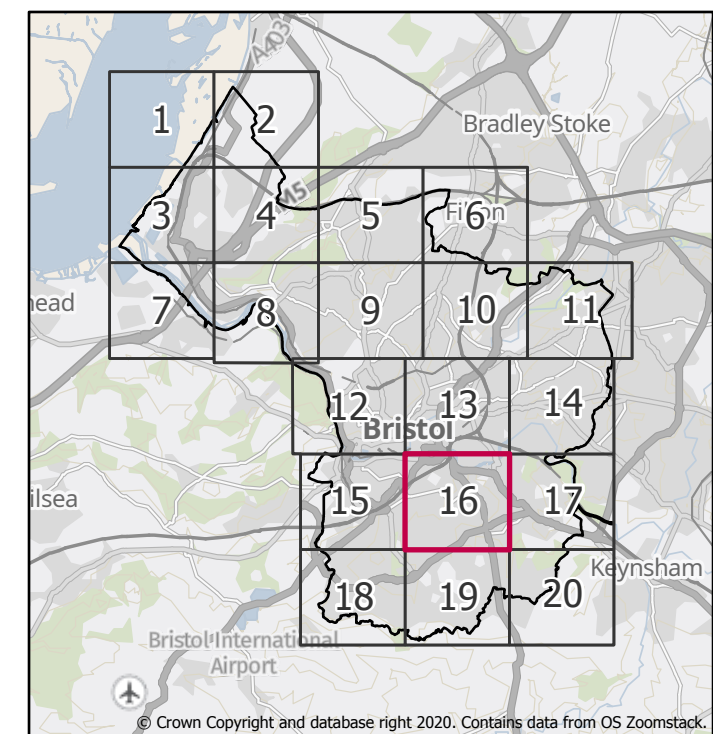 A403
1
2
Bradley Stoke
M5
3
4
5
6
Filton
head
7
8
9
10
11
12
13
14
Bristol
ilsea
15
16
17
Keynsham
18
19
20
Bristol International
Airport
© Crown Copyright and database right 2020. Contains data from OS Zoomstack.